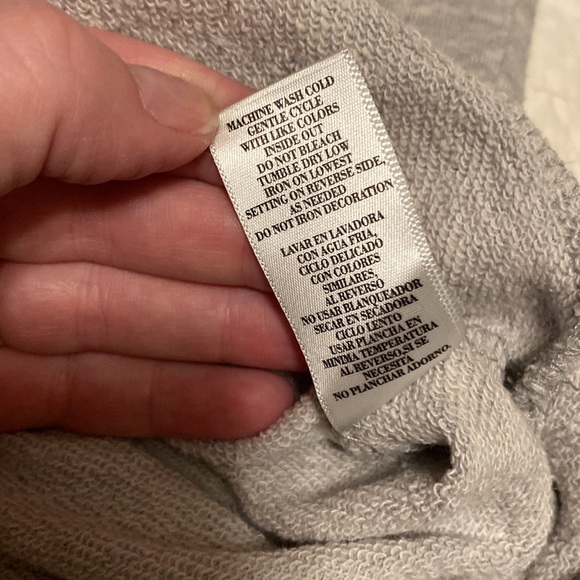 MACHINE WASH COLD
GENTLE CYCLE
WITH LIKE COLORS
INSIDE OUT
DO NOT BLEACH
TUMBLE DRY LOW
IRON ON LOWEST
SETTING ON REVERSE SIDE,
AS NEEDED
DO NOT IRON DECORATION
LAVAR EN LAVADORA
CON AGUA FRIA,
CICLO DELICADO
CON COLORES
SIMILARES,
AL REVERSO
NO USAR BLANQUEADOR
SECAR EN SECADORA
CICLO LENTO
USAR PLANCHA EN
MINIMA TEMPERATURA
AL REVERSO,SI SE
NECESITA
NO PLANCHAR ADORNO.